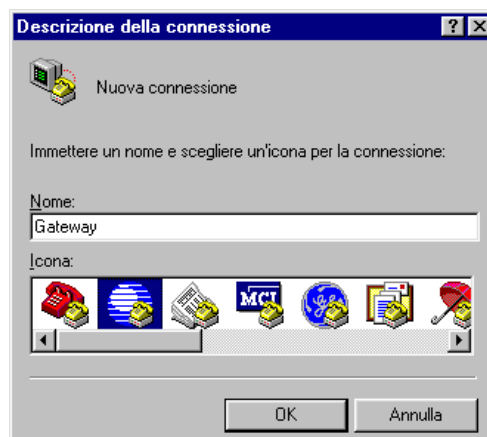 Descrizione della connessione
Nuova connessione
Immettere un nome e scegliere un'icona per la connessione:
Nome:
Gateway
Icona:
MCI
OK Annulla